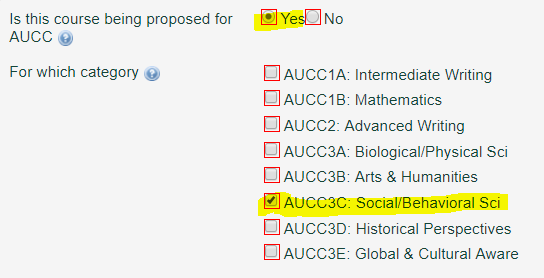 Is this course being proposed for Yes No
AUCC
For which category AUCC1A: Intermediate Writing
AUCC1B: Mathematics
AUCC2: Advanced Writing
AUCC3A: Biological/Physical Sci
AUCC3B: Arts & Humanities
AUCC3C: Social/Behavioral Sci
AUCC3D: Historical Perspectives
AUCC3E: Global & Cultural Aware